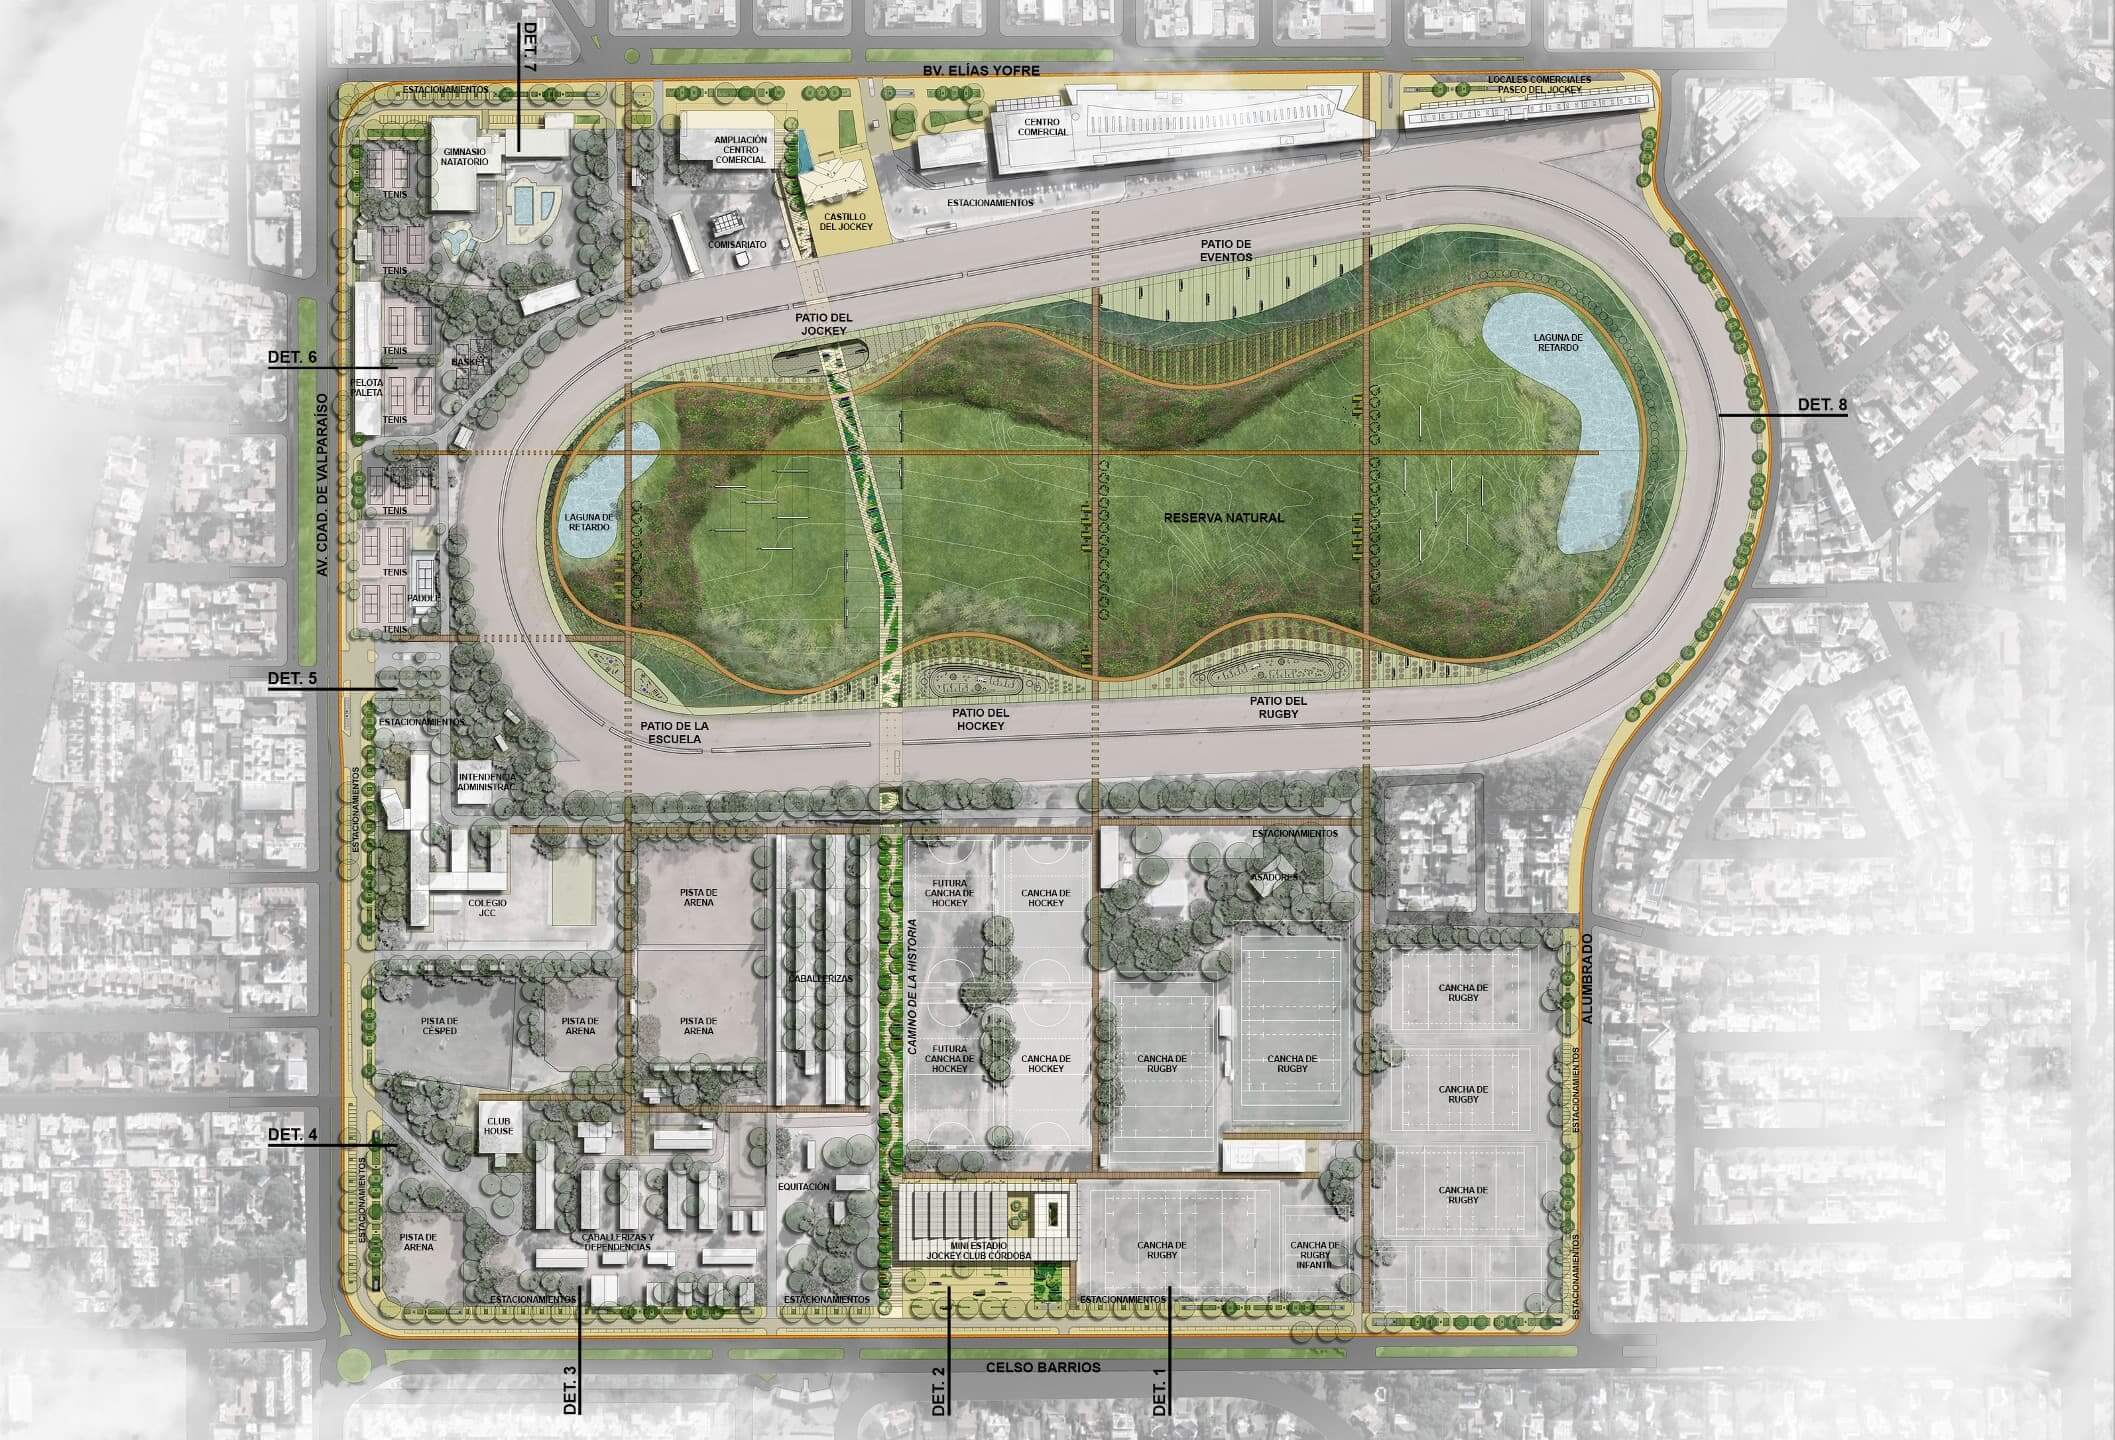 DET. 7
BV. ELÍAS YOFRE
ESTACIONAMIENTOS
LOCALES COMERCIALES
PASEO DEL JOCKEY
CENTRO
COMERCIAL
GIMNASIO
NATATORIO
AMPLIACIÓN
CENTRO
COMERCIAL
TENIS
ESTACIONAMIENTOS
CASTILLO
DEL JOCKEY
COMISARIATO
TENIS
PATIO DE
EVENTOS
PATIO DEL
JOCKEY
LAGUNA DE
RETARDO
DET. 6
TENIS
BASKET
PELOTA
PALETA
TENIS
DET. 8
AV. CDAD. DE VALPARAÍSO
TENIS
LAGUNA DE
RETARDO
RESERVA NATURAL
TENIS
PADDLE
TENIS
DET. 5
ESTACIONAMIENTOS
PATIO DE LA
ESCUELA
PATIO DEL
HOCKEY
PATIO DEL
RUGBY
INTENDENCIA
ADMINISTRAC.
ESTACIONAMIENTOS
ESTACIONAMIENTOS
COLEGIO
JCC
PISTA DE
ARENA
FUTURA
CANCHA DE
HOCKEY
CANCHA DE
HOCKEY
ASADORES
CABALLERIZAS
CAMINO DE LA HISTORIA
ALUMBRADO
CANCHA DE
RUGBY
PISTA DE
CÉSPED
PISTA DE
ARENA
PISTA DE
ARENA
FUTURA
CANCHA DE
HOCKEY
CANCHA DE
HOCKEY
CANCHA DE
RUGBY
CANCHA DE
RUGBY
CANCHA DE
RUGBY
ESTACIONAMIENTOS
CLUB
HOUSE
DET. 4
ESTACIONAMIENTOS
EQUITACIÓN
CANCHA DE
RUGBY
PISTA DE
ARENA
CABALLERIZAS Y
DEPENDENCIAS
MINI ESTADIO
JOCKEY CLUB CÓRDOBA
CANCHA DE
RUGBY
CANCHA DE
RUGBY
INFANTIL
ESTACIONAMIENTOS
ESTACIONAMIENTOS
ESTACIONAMIENTOS
ESTACIONAMIENTOS
CELSO BARRIOS
DET. 3
DET. 2
DET. 1